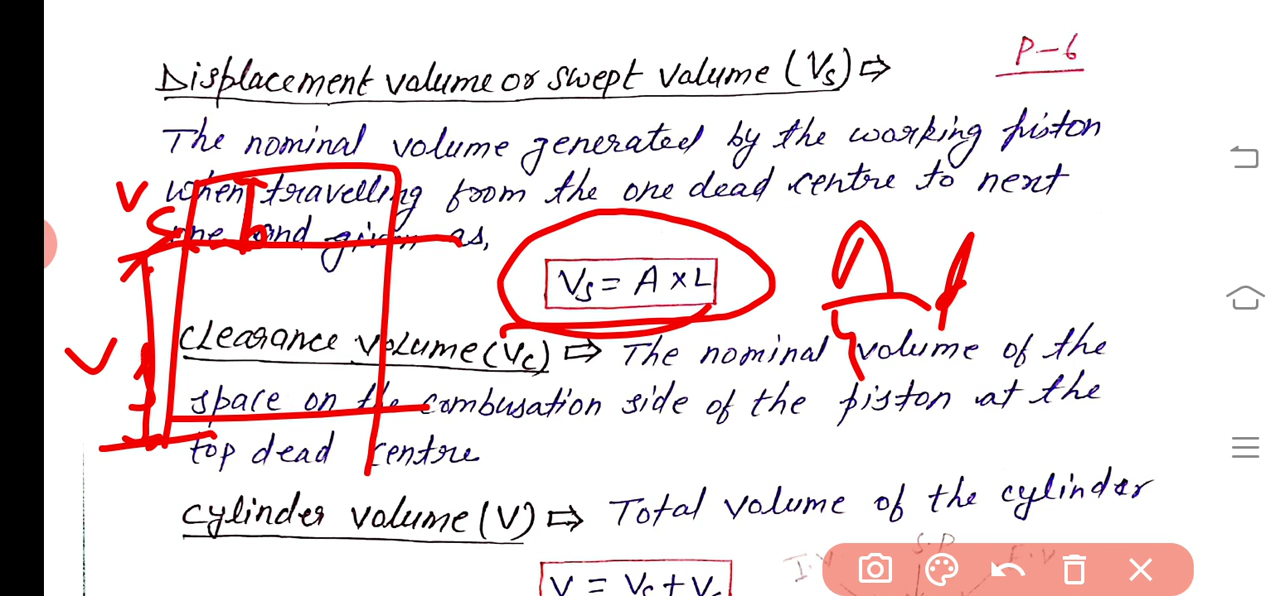 P-6
Displacement volume or swept volume (Vs) ⇒
The nominal volume generated by the working piston
when travelling from the one dead centre to next
one and given as,
Vs = A × L
Clearance volume (Vc) ⇒ The nominal volume of the
space on the combusation side of the piston at the
top dead centre
Cylinder volume (V) ⇒ Total volume of the cylinder
S.P
I.V E.V
V = Vc + Vs